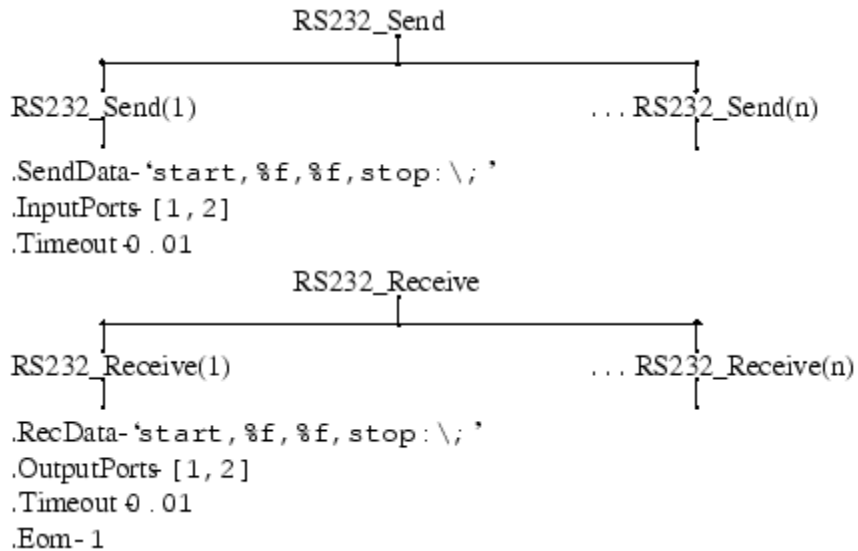 RS232_Send
RS232_Send(1) ... RS232_Send(n)
.SendData-‘start,%f,%f,stop:\;’
.InputPorts-[1,2]
.Timeout-0.01
RS232_Receive
RS232_Receive(1) ... RS232_Receive(n)
.RecData-‘start,%f,%f,stop:\;’
.OutputPorts-[1,2]
.Timeout-0.01
.Eom-1